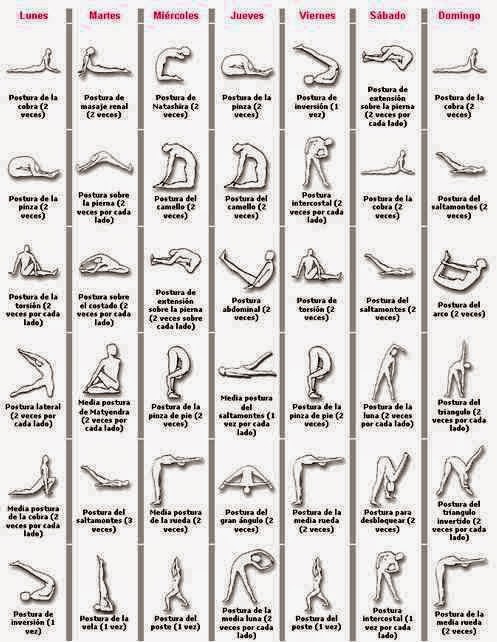 Lunes Martes Miércoles Jueves Viernes Sábado Domingo
Postura de la
cobra (2
veces)
Postura de
masaje renal
(2 veces)
Postura de
Natashira (2
veces)
Postura de la
pinza (2
veces)
Postura de
inversión (1
vez)
Postura de
extensión
sobre la pierna
(2 veces por
cada lado)
Postura de la
cobra (2
veces)
Postura de la
pinza (2
veces)
Postura sobre
la pierna (2
veces por cada
lado)
Postura del
camello (2
veces)
Postura del
camello (2
veces)
Postura
intercostal (2
veces por cada
lado)
Postura de la
cobra (2
veces)
Postura del
saltamontes (2
veces)
Postura de la
torsión (2
veces por cada
lado)
Postura sobre
el costado (2
veces por cada
lado)
Postura de
extensión
sobre la pierna
(2 veces sobre
cada lado)
Postura
abdominal (2
veces)
Postura de
torsión (2
veces)
Postura del
saltamontes (2
veces)
Postura del
arco (2 veces)
Postura lateral
(2 veces por
cada lado)
Media postura
de Matyendra
(2 veces por
cada lado)
Postura de la
pinza de pie (2
veces)
Media postura
del
saltamontes (1
vez por cada
lado)
Postura de la
pinza de pie (2
veces)
Postura de la
luna (2 veces
por cada lado)
Postura del
triángulo (2
veces por cada
lado)
Media postura
de la cobra (2
veces por cada
lado)
Postura del
saltamontes (3
veces)
Media postura
de la rueda (2
veces)
Postura del
gran ángulo (2
veces)
Postura de la
media rueda (2
veces)
Postura para
desbloquear (2
veces)
Postura del
triangulo
invertido (2
veces por cada
lado)
Postura de
inversión (1
vez)
Postura de la
vela (1 vez)
Postura del
poste (1 vez)
Postura de la
media luna (2
veces por cada
lado)
Postura del
poste (1 vez)
Postura
intercostal (1
vez por cada
lado)
Postura de la
media rueda (2
veces)